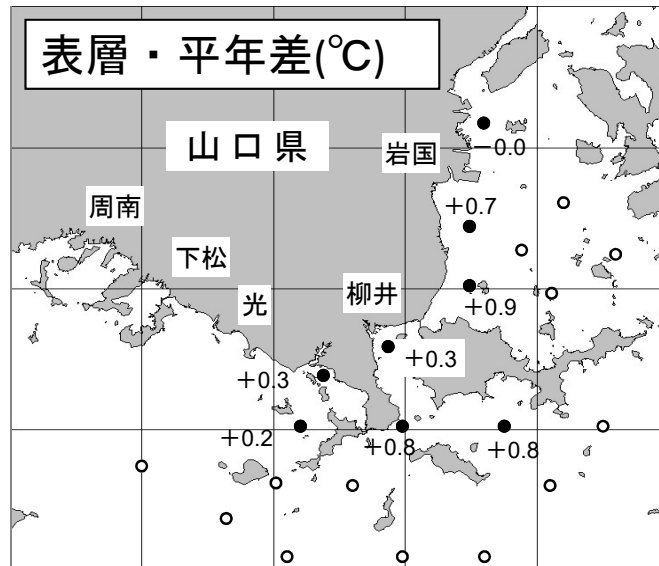 表層・平年差(℃)
山口県
岩国
−0.0
周南
+0.7
下松
柳井
光
+0.9
+0.3
+0.3
+0.2
+0.8
+0.8